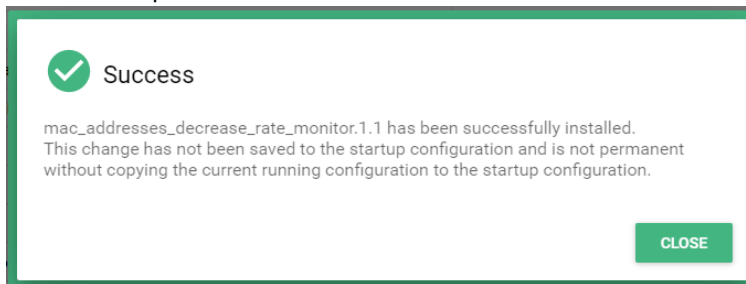 Success
mac_addresses_decrease_rate_monitor.1.1 has been successfully installed.
This change has not been saved to the startup configuration and is not permanent
without copying the current running configuration to the startup configuration.
CLOSE